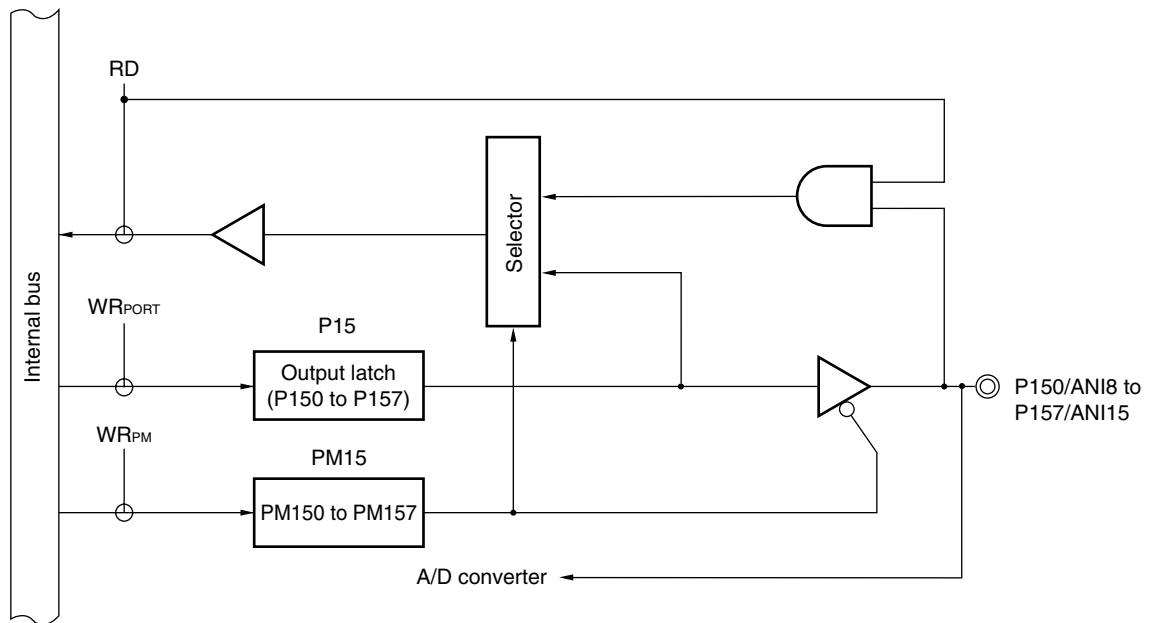 RD
Selector
Internal bus
WRPORT
P15
Output latch
(P150 to P157)
P150/ANI8 to
P157/ANI15
WRPM
PM15
PM150 to PM157
A/D converter